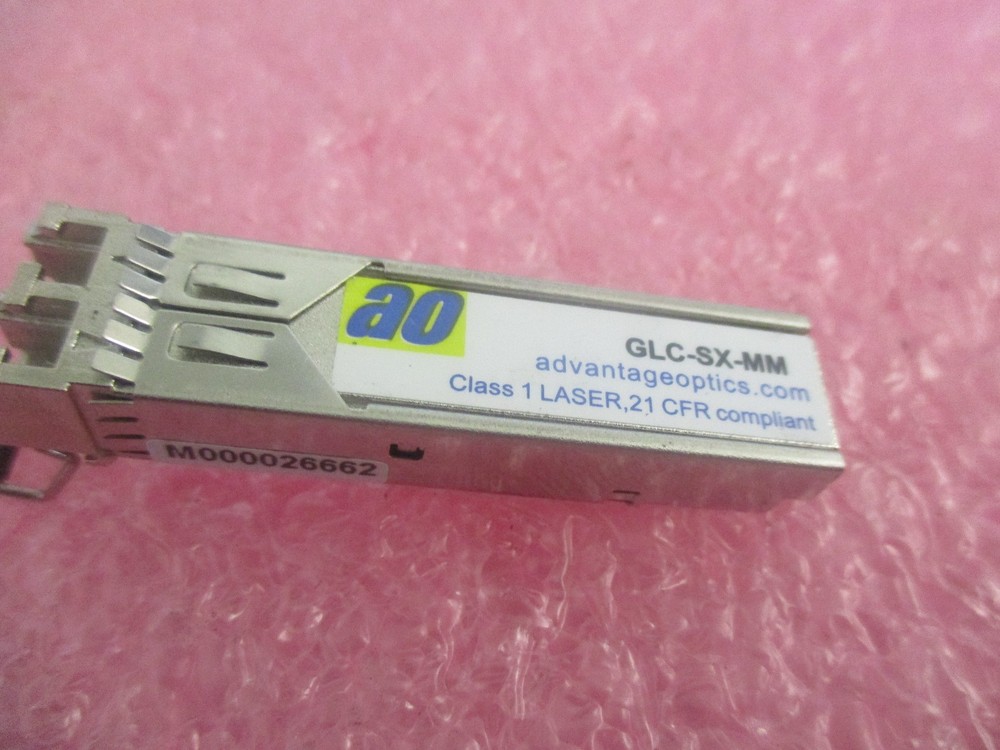 ao
GLC-SX-MM
advantageoptics.com
Class 1 LASER,21 CFR compliant
M000026662